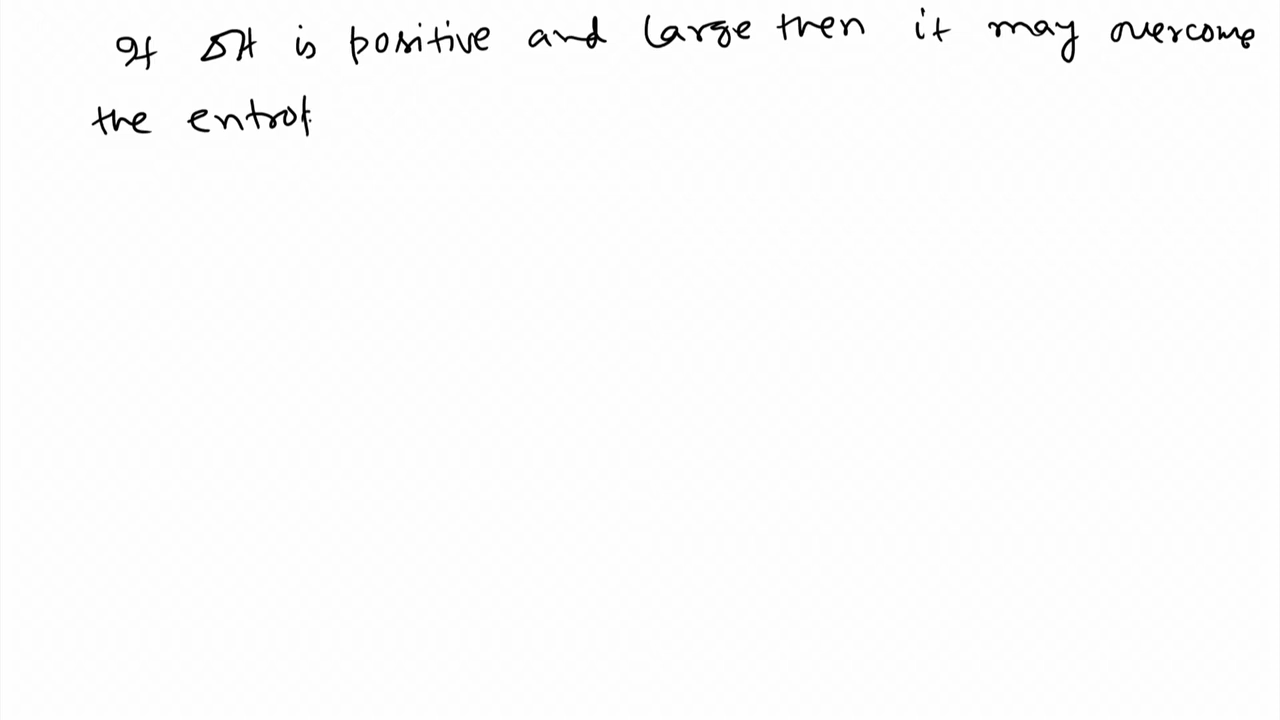 If ΔH is positive and large then it may overcome
the entrop